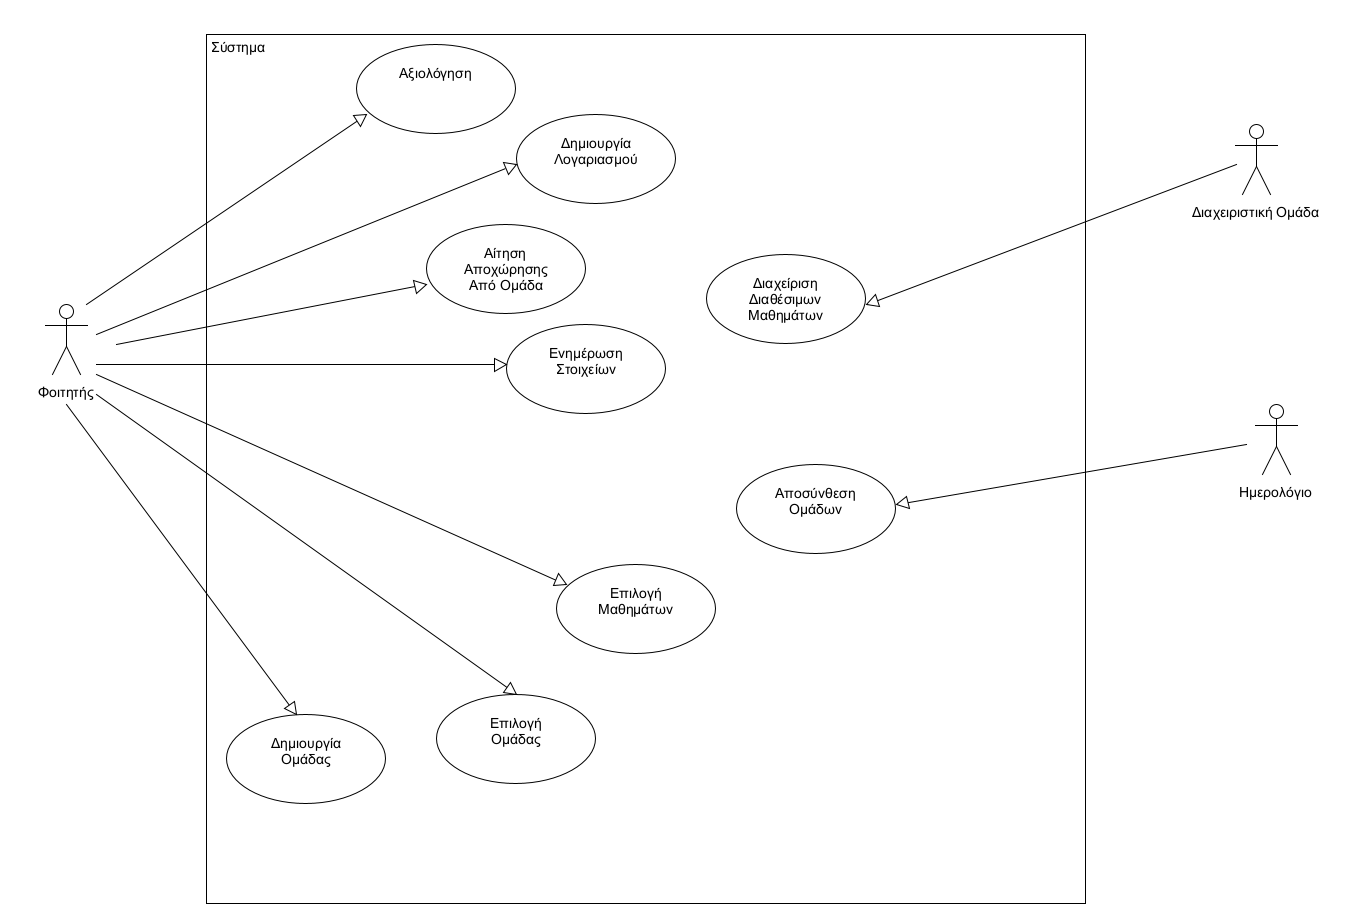 Σύστημα
Αξιολόγηση
Δημιουργία
Λογαριασμού
Διαχειριστική Ομάδα
Αίτηση
Αποχώρησης
Από Ομάδα
Διαχείριση
Διαθέσιμων
Μαθημάτων
Ενημέρωση
Στοιχείων
Φοιτητής
Αποσύνθεση
Ομάδων
Ημερολόγιο
Επιλογή
Μαθημάτων
Επιλογή
Ομάδας
Δημιουργία
Ομάδας